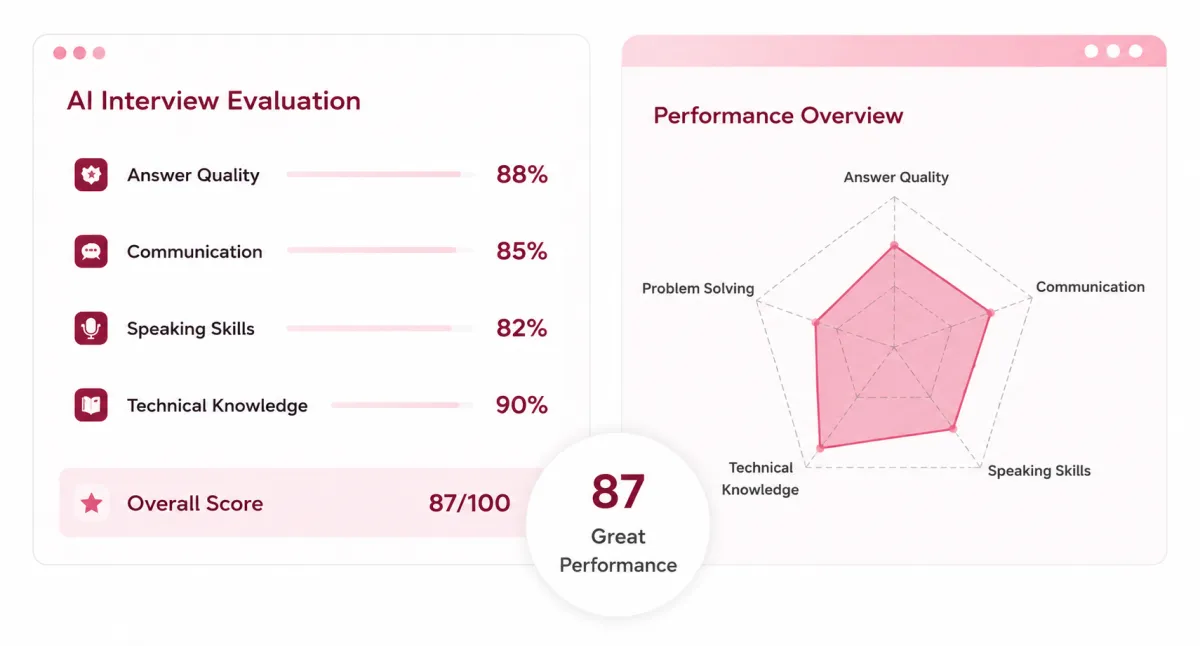 AI Interview Evaluation
Answer Quality 88%
Communication 85%
Speaking Skills 82%
Technical Knowledge 90%
Overall Score 87/100
87
Great
Performance
Performance Overview
Answer Quality
Communication
Problem Solving
Technical
Knowledge
Speaking Skills